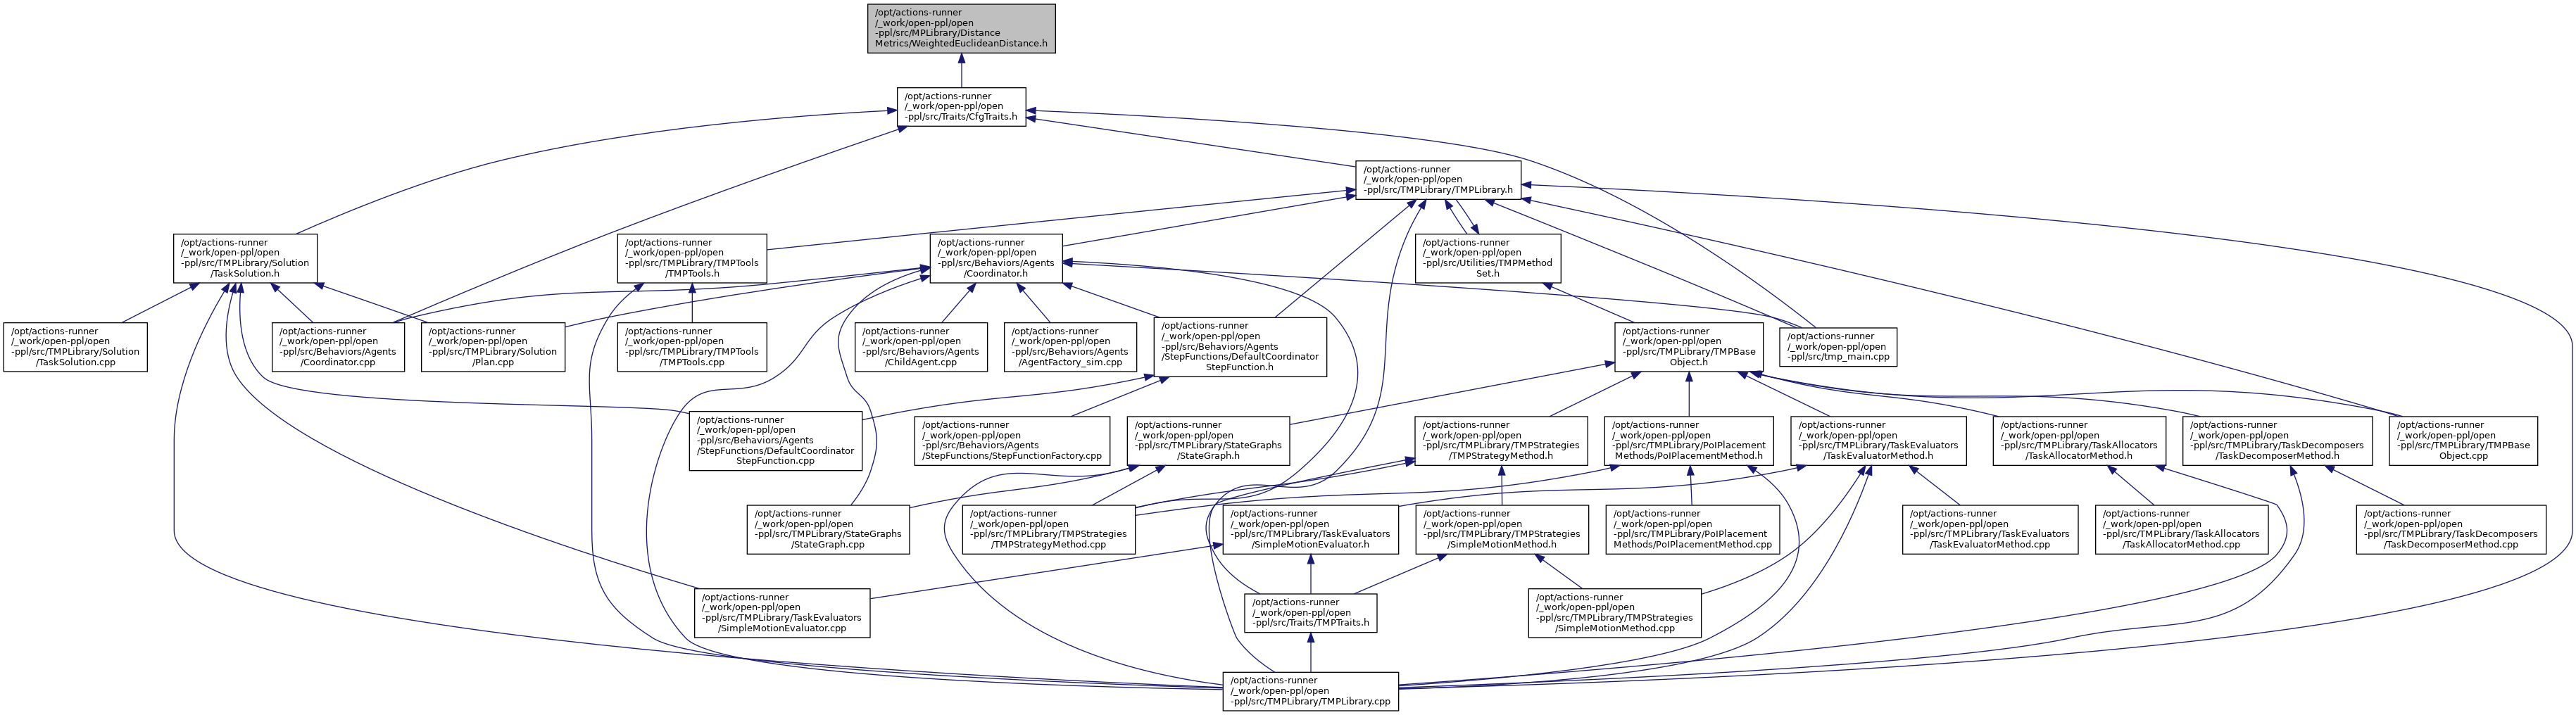 /opt/actions-runner
/_work/open-ppl/open
-ppl/src/MPLibrary/Distance
Metrics/WeightedEuclideanDistance.h
/opt/actions-runner
/_work/open-ppl/open
-ppl/src/Traits/CfgTraits.h
/opt/actions-runner
/_work/open-ppl/open
-ppl/src/TMPLibrary/TMPLibrary.h
/opt/actions-runner
/_work/open-ppl/open
-ppl/src/TMPLibrary/Solution
/TaskSolution.h
/opt/actions-runner
/_work/open-ppl/open
-ppl/src/TMPLibrary/TMPTools
/TMPTools.h
/opt/actions-runner
/_work/open-ppl/open
-ppl/src/Behaviors/Agents
/Coordinator.h
/opt/actions-runner
/_work/open-ppl/open
-ppl/src/Utilities/TMPMethod
Set.h
/opt/actions-runner
/_work/open-ppl/open
-ppl/src/TMPLibrary/Solution
/TaskSolution.cpp
/opt/actions-runner
/_work/open-ppl/open
-ppl/src/Behaviors/Agents
/Coordinator.cpp
/opt/actions-runner
/_work/open-ppl/open
-ppl/src/TMPLibrary/Solution
/Plan.cpp
/opt/actions-runner
/_work/open-ppl/open
-ppl/src/TMPLibrary/TMPTools
/TMPTools.cpp
/opt/actions-runner
/_work/open-ppl/open
-ppl/src/Behaviors/Agents
/ChildAgent.cpp
/opt/actions-runner
/_work/open-ppl/open
-ppl/src/Behaviors/Agents
/AgentFactory_sim.cpp
/opt/actions-runner
/_work/open-ppl/open
-ppl/src/Behaviors/Agents
/StepFunctions/DefaultCoordinator
StepFunction.h
/opt/actions-runner
/_work/open-ppl/open
-ppl/src/TMPLibrary/TMPBase
Object.h
/opt/actions-runner
/_work/open-ppl/open
-ppl/src/tmp_main.cpp
/opt/actions-runner
/_work/open-ppl/open
-ppl/src/Behaviors/Agents
/StepFunctions/DefaultCoordinator
StepFunction.cpp
/opt/actions-runner
/_work/open-ppl/open
-ppl/src/Behaviors/Agents
/StepFunctions/StepFunctionFactory.cpp
/opt/actions-runner
/_work/open-ppl/open
-ppl/src/TMPLibrary/StateGraphs
/StateGraph.h
/opt/actions-runner
/_work/open-ppl/open
-ppl/src/TMPLibrary/TMPStrategies
/TMPStrategyMethod.h
/opt/actions-runner
/_work/open-ppl/open
-ppl/src/TMPLibrary/PoIPlacement
Methods/PoIPlacementMethod.h
/opt/actions-runner
/_work/open-ppl/open
-ppl/src/TMPLibrary/TaskEvaluators
/TaskEvaluatorMethod.h
/opt/actions-runner
/_work/open-ppl/open
-ppl/src/TMPLibrary/TaskAllocators
/TaskAllocatorMethod.h
/opt/actions-runner
/_work/open-ppl/open
-ppl/src/TMPLibrary/TaskDecomposers
/TaskDecomposerMethod.h
/opt/actions-runner
/_work/open-ppl/open
-ppl/src/TMPLibrary/TMPBase
Object.cpp
/opt/actions-runner
/_work/open-ppl/open
-ppl/src/TMPLibrary/StateGraphs
/StateGraph.cpp
/opt/actions-runner
/_work/open-ppl/open
-ppl/src/TMPLibrary/TMPStrategies
/TMPStrategyMethod.cpp
/opt/actions-runner
/_work/open-ppl/open
-ppl/src/TMPLibrary/TaskEvaluators
/SimpleMotionEvaluator.h
/opt/actions-runner
/_work/open-ppl/open
-ppl/src/TMPLibrary/TMPStrategies
/SimpleMotionMethod.h
/opt/actions-runner
/_work/open-ppl/open
-ppl/src/TMPLibrary/PoIPlacement
Methods/PoIPlacementMethod.cpp
/opt/actions-runner
/_work/open-ppl/open
-ppl/src/TMPLibrary/TaskEvaluators
/TaskEvaluatorMethod.cpp
/opt/actions-runner
/_work/open-ppl/open
-ppl/src/TMPLibrary/TaskAllocators
/TaskAllocatorMethod.cpp
/opt/actions-runner
/_work/open-ppl/open
-ppl/src/TMPLibrary/TaskDecomposers
/TaskDecomposerMethod.cpp
/opt/actions-runner
/_work/open-ppl/open
-ppl/src/TMPLibrary/TaskEvaluators
/SimpleMotionEvaluator.cpp
/opt/actions-runner
/_work/open-ppl/open
-ppl/src/Traits/TMPTraits.h
/opt/actions-runner
/_work/open-ppl/open
-ppl/src/TMPLibrary/TMPStrategies
/SimpleMotionMethod.cpp
/opt/actions-runner
/_work/open-ppl/open
-ppl/src/TMPLibrary/TMPLibrary.cpp